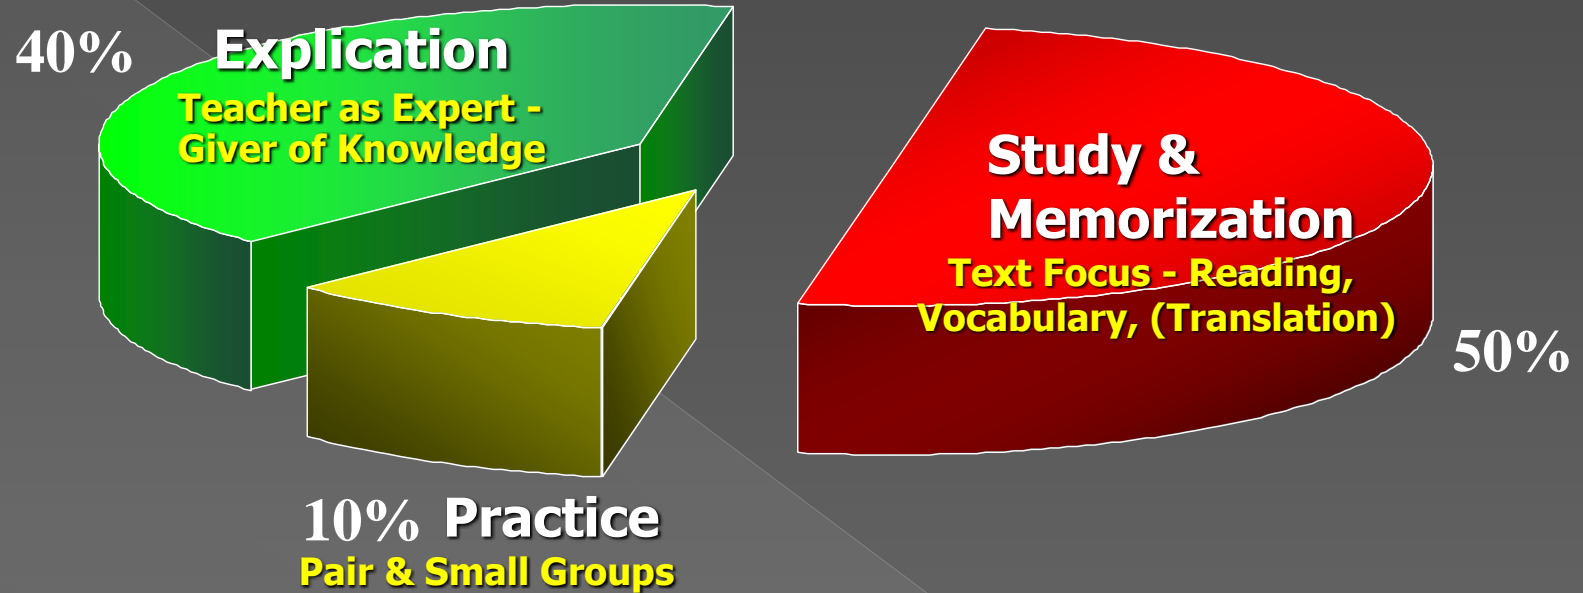 40%
Explication
Teacher as Expert -
Giver of Knowledge
Study &
Memorization
Text Focus - Reading,
Vocabulary, (Translation)
50%
10% Practice
Pair & Small Groups